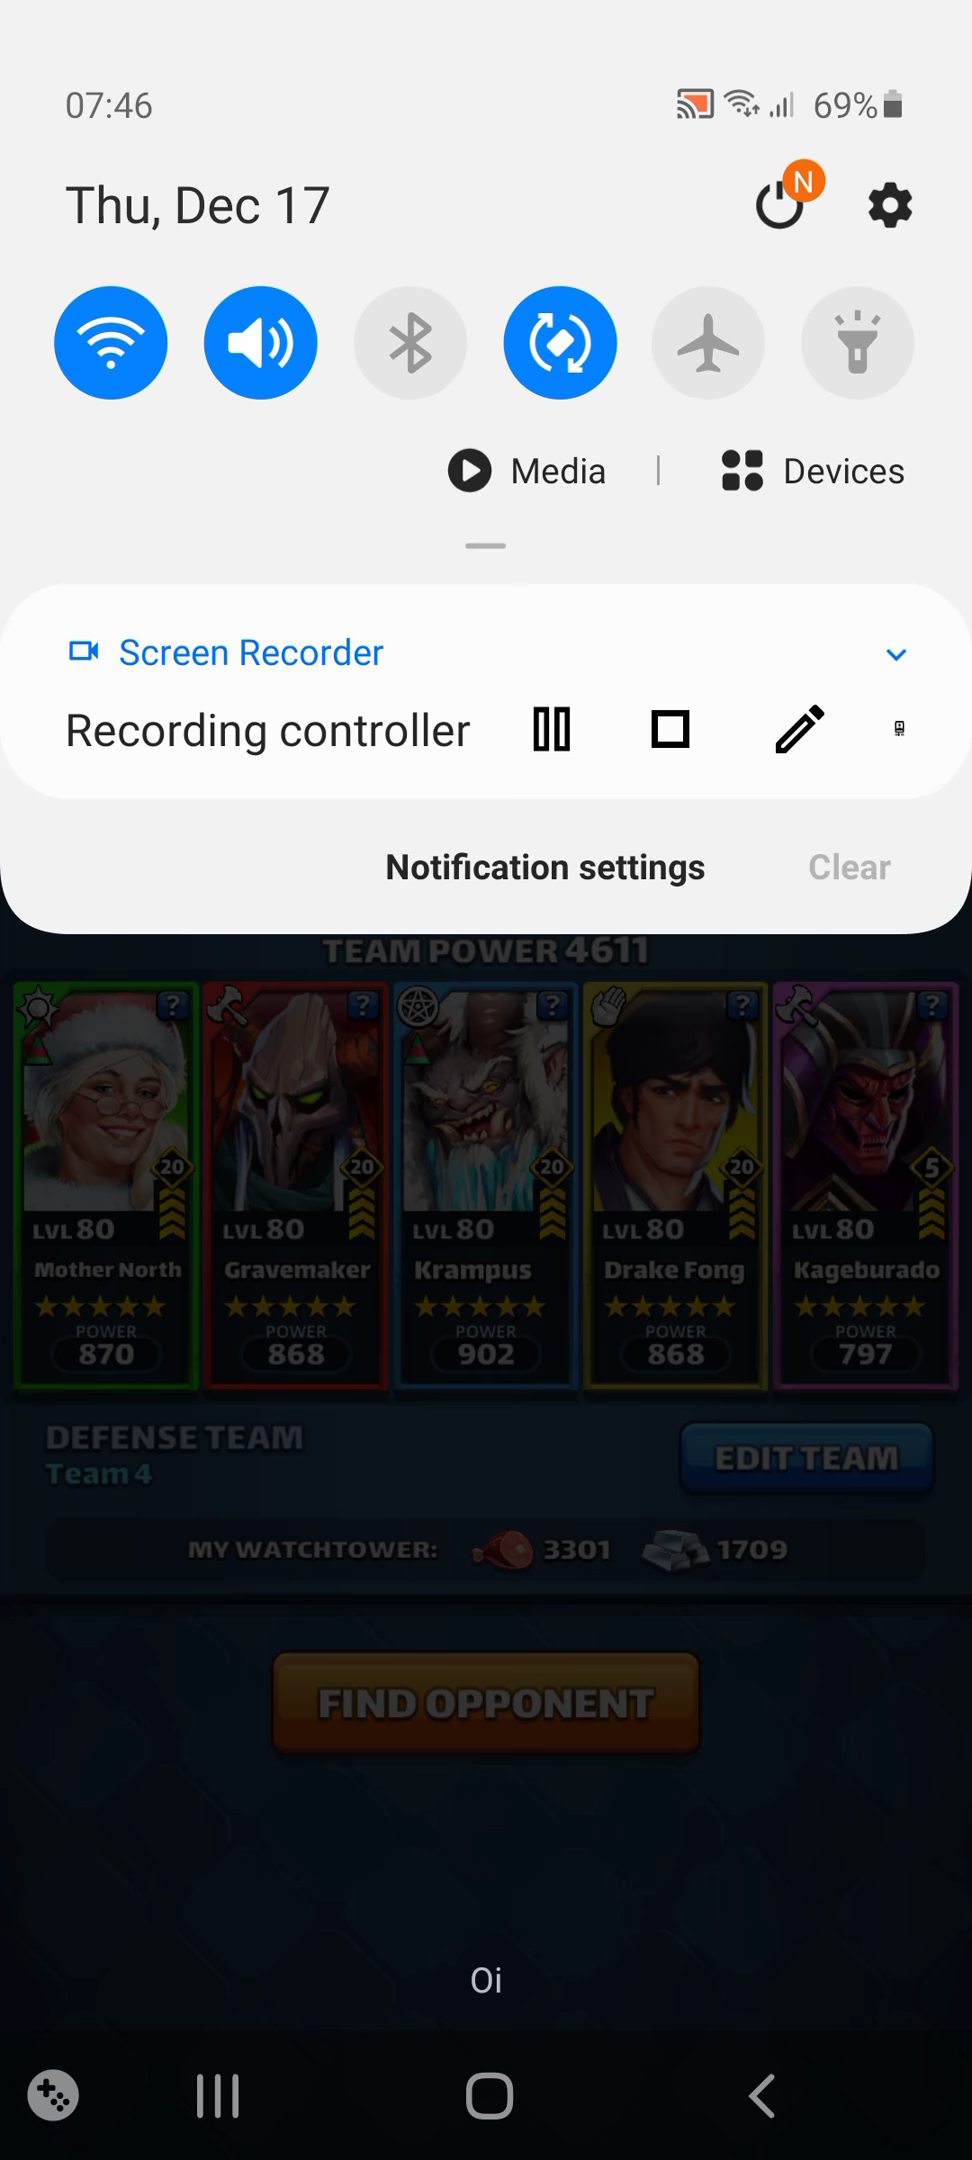 07:46 69%
Thu, Dec 17 N
Media | Devices
Screen Recorder
Recording controller
Notification settings Clear
TEAM POWER 4611
? ? ? ? ?
20 20 20 20 5
LVL 80 LVL 80 LVL 80 LVL 80 LVL 80
Mother North Gravemaker Krampus Drake Fong Kageburado
POWER POWER POWER POWER POWER
870 868 902 868 797
DEFENSE TEAM
Team 4
EDIT TEAM
MY WATCHTOWER: 3301 1709
FIND OPPONENT
Oi